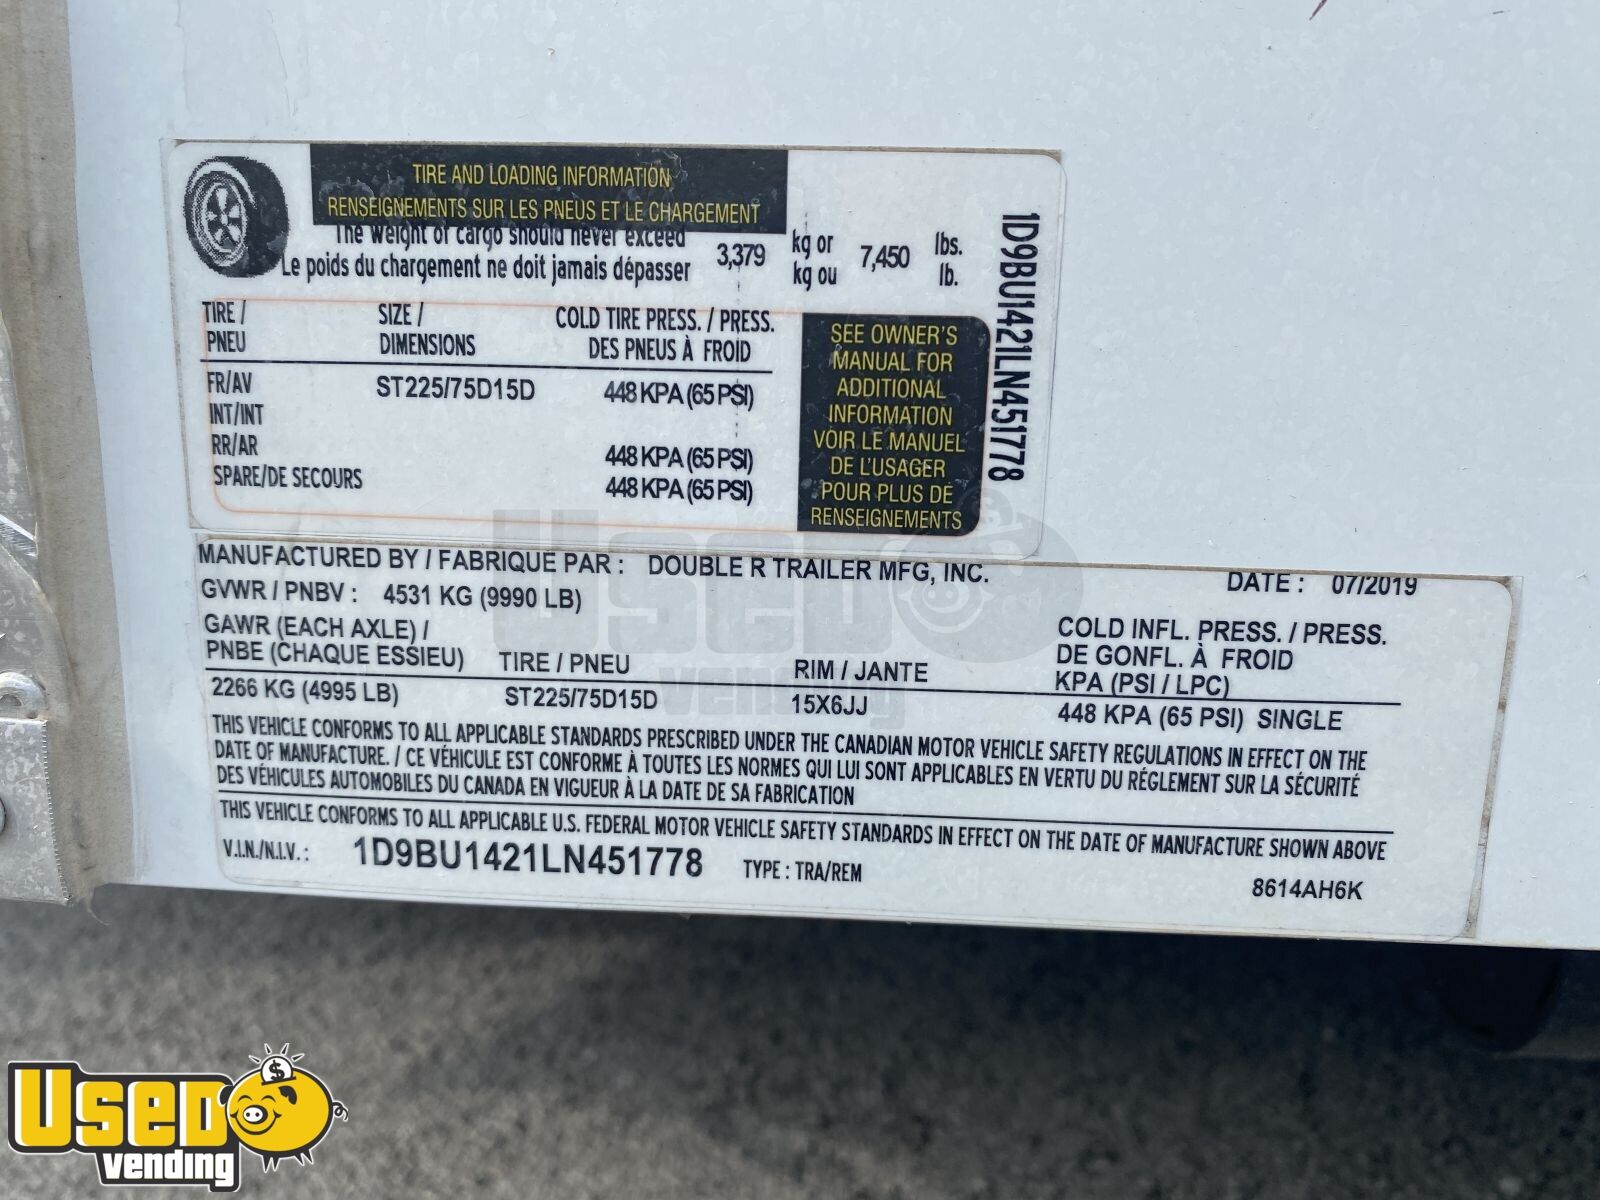 TIRE AND LOADING INFORMATION
RENSEIGNEMENTS SUR LES PNEUS ET LE CHARGEMENT
The weight of cargo should never exceed 3,379 kg or 7,450 lbs.
Le poids du chargement ne doit jamais dépasser kg ou lb.
TIRE / SIZE / COLD TIRE PRESS. / PRESS.
PNEU DIMENSIONS DES PNEUS À FROID
FR/AV ST225/75D15D 448 KPA (65 PSI)
INT/INT
RR/AR 448 KPA (65 PSI)
SPARE/DE SECOURS 448 KPA (65 PSI)
SEE OWNER'S
MANUAL FOR
ADDITIONAL
INFORMATION
VOIR LE MANUEL
DE L'USAGER
POUR PLUS DE
RENSEIGNEMENTS
1D9BU1421LN451778
MANUFACTURED BY / FABRIQUE PAR : DOUBLE R TRAILER MFG, INC. DATE : 07/2019
GVWR / PNBV : 4531 KG (9990 LB)
GAWR (EACH AXLE) / COLD INFL. PRESS. / PRESS.
PNBE (CHAQUE ESSIEU) TIRE / PNEU RIM / JANTE DE GONFL. À FROID
KPA (PSI / LPC)
2266 KG (4995 LB) ST225/75D15D 15X6JJ 448 KPA (65 PSI) SINGLE
THIS VEHICLE CONFORMS TO ALL APPLICABLE STANDARDS PRESCRIBED UNDER THE CANADIAN MOTOR VEHICLE SAFETY REGULATIONS IN EFFECT ON THE
DATE OF MANUFACTURE. / CE VÉHICULE EST CONFORME À TOUTES LES NORMES QUI LUI SONT APPLICABLES EN VERTU DU RÉGLEMENT SUR LA SÉCURITÉ
DES VÉHICULES AUTOMOBILES DU CANADA EN VIGUEUR À LA DATE DE SA FABRICATION
THIS VEHICLE CONFORMS TO ALL APPLICABLE U.S. FEDERAL MOTOR VEHICLE SAFETY STANDARDS IN EFFECT ON THE DATE OF MANUFACTURE SHOWN ABOVE
V.I.N./N.I.V. : 1D9BU1421LN451778 TYPE : TRA/REM 8614AH6K
Used
vending
Used
vending